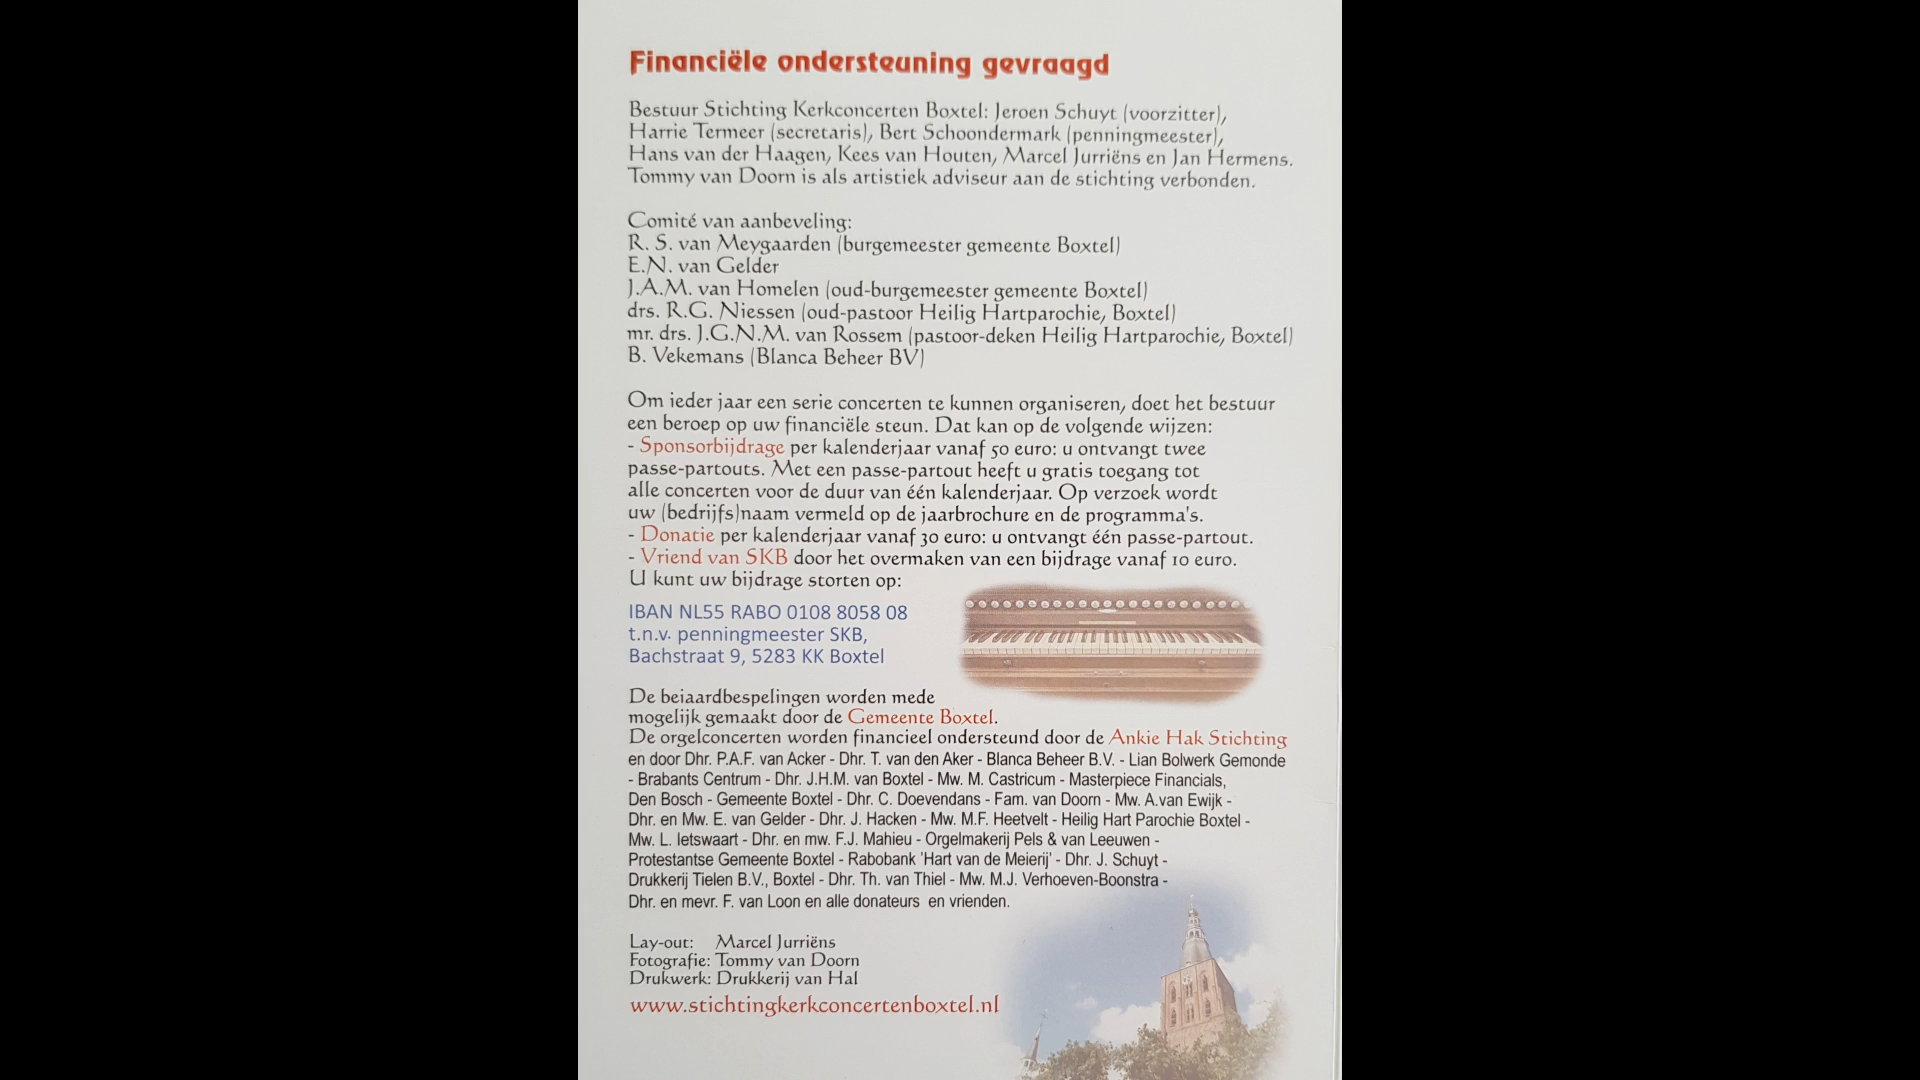 Financiële ondersteuning gevraagd
Bestuur Stichting Kerkconcerten Boxtel: Jeroen Schuyt (voorzitter),
Harrie Termeer (secretaris), Bert Schoondermark (penningmeester),
Hans van der Haagen, Kees van Houten, Marcel Jurriëns en Jan Hermens.
Tommy van Doorn is als artistiek adviseur aan de stichting verbonden.
Comité van aanbeveling:
R. S. van Meygaarden (burgemeester gemeente Boxtel)
E.N. van Gelder
J.A.M. van Homelen (oud-burgemeester gemeente Boxtel)
drs. R.G. Niessen (oud-pastoor Heilig Hartparochie, Boxtel)
mr. drs. J.G.N.M. van Rossem (pastoor-deken Heilig Hartparochie, Boxtel)
B. Vekemans (Blanca Beheer BV)
Om ieder jaar een serie concerten te kunnen organiseren, doet het bestuur
een beroep op uw financiële steun. Dat kan op de volgende wijzen:
- Sponsorbijdrage per kalenderjaar vanaf 50 euro: u ontvangt twee
passe-partouts. Met een passe-partout heeft u gratis toegang tot
alle concerten voor de duur van één kalenderjaar. Op verzoek wordt
uw (bedrijfs)naam vermeld op de jaarbrochure en de programma's.
- Donatie per kalenderjaar vanaf 30 euro: u ontvangt één passe-partout.
- Vriend van SKB door het overmaken van een bijdrage vanaf 10 euro.
U kunt uw bijdrage storten op:
IBAN NL55 RABO 0108 8058 08
t.n.v. penningmeester SKB,
Bachstraat 9, 5283 KK Boxtel
De beiaardbespelingen worden mede
mogelijk gemaakt door de Gemeente Boxtel.
De orgelconcerten worden financieel ondersteund door de Ankie Hak Stichting
en door Dhr. P.A.F. van Acker - Dhr. T. van den Aker - Blanca Beheer B.V. - Lian Bolwerk Gemonde
- Brabants Centrum - Dhr. J.H.M. van Boxtel - Mw. M. Castricum - Masterpiece Financials,
Den Bosch - Gemeente Boxtel - Dhr. C. Doevendans - Fam. van Doorn - Mw. A.van Ewijk -
Dhr. en Mw. E. van Gelder - Dhr. J. Hacken - Mw. M.F. Heetvelt - Heilig Hart Parochie Boxtel -
Mw. L. Ietswaart - Dhr. en mw. F.J. Mahieu - Orgelmakerij Pels & van Leeuwen -
Protestantse Gemeente Boxtel - Rabobank 'Hart van de Meierij' - Dhr. J. Schuyt -
Drukkerij Tielen B.V., Boxtel - Dhr. Th. van Thiel - Mw. M.J. Verhoeven-Boonstra -
Dhr. en mevr. F. van Loon en alle donateurs en vrienden.
Lay-out: Marcel Jurriëns
Fotografie: Tommy van Doorn
Drukwerk: Drukkerij van Hal
www.stichtingkerkconcertenboxtel.nl